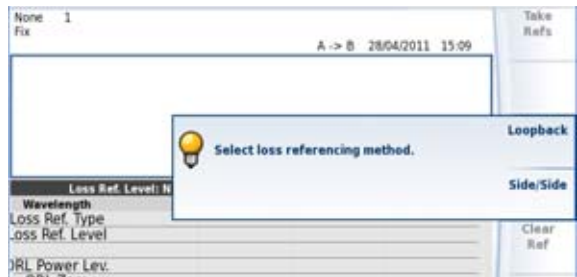 None 1
Fix
A -> B 28/04/2011 15:09
Take
Refs
Select loss referencing method.
Loopback
Side/Side
Loss Ref. Level: N
Wavelength
Loss Ref. Type
Loss Ref. Level
ORL Power Lev.
Clear
Ref